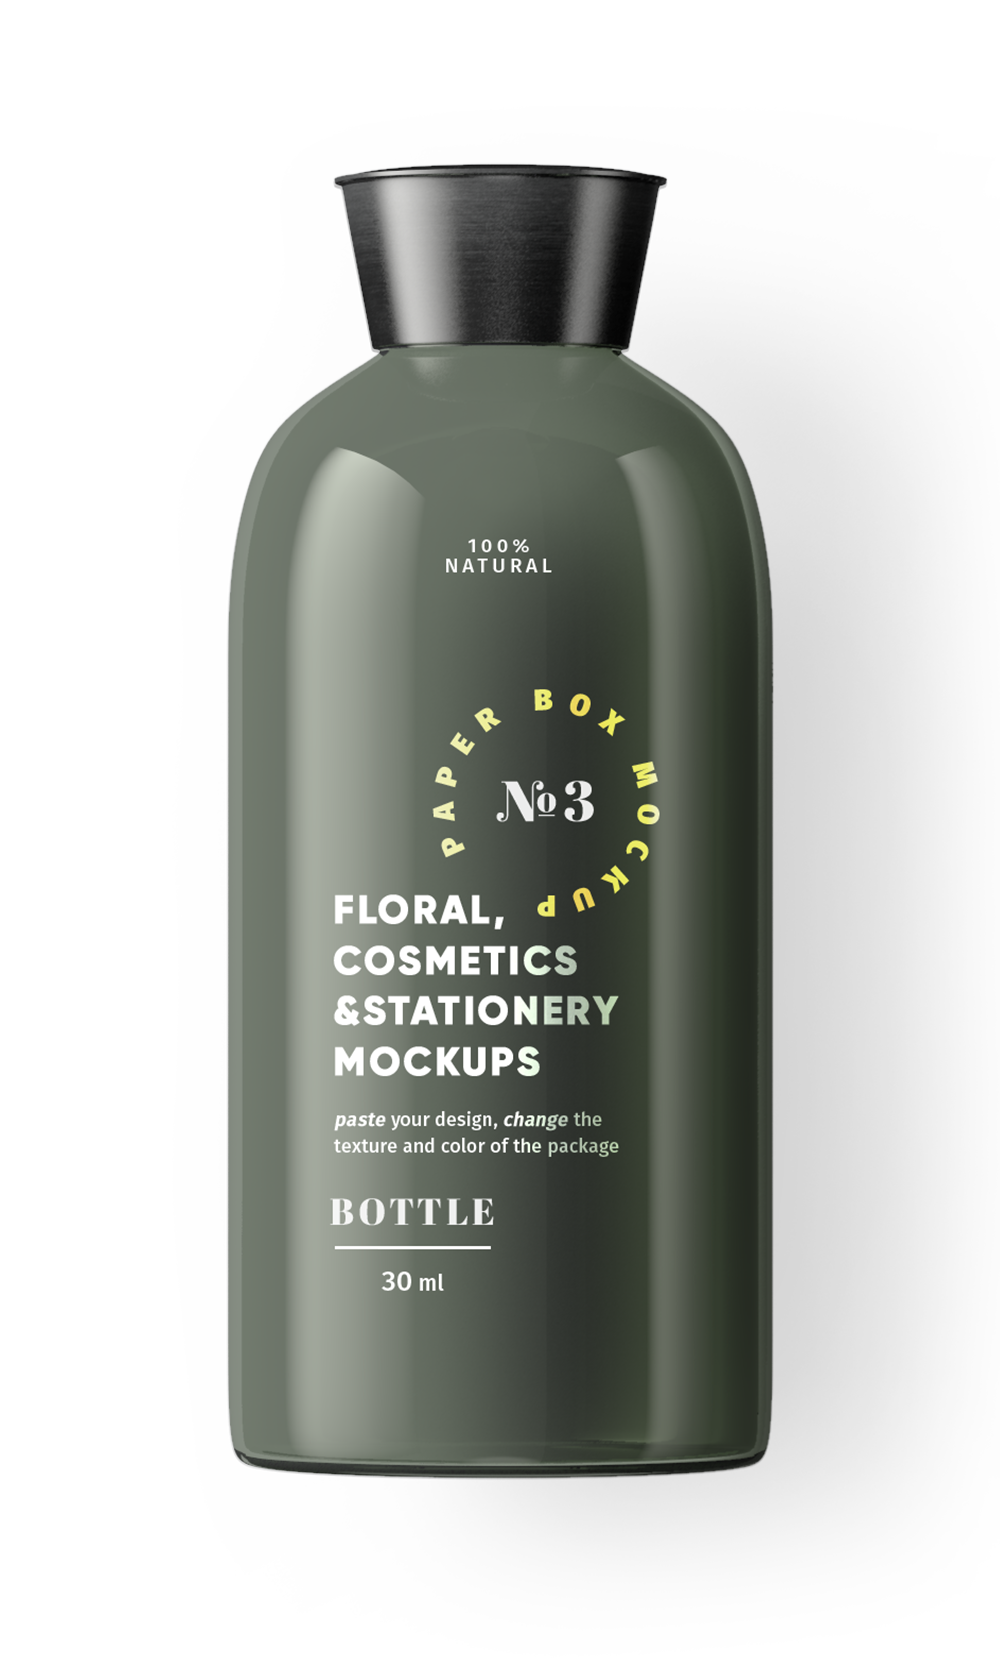 100%
NATURAL
PAPER BOX MOCKUP
№3
FLORAL,
COSMETICS
&STATIONERY
MOCKUPS
paste your design, change the
texture and color of the package
BOTTLE
30 ml